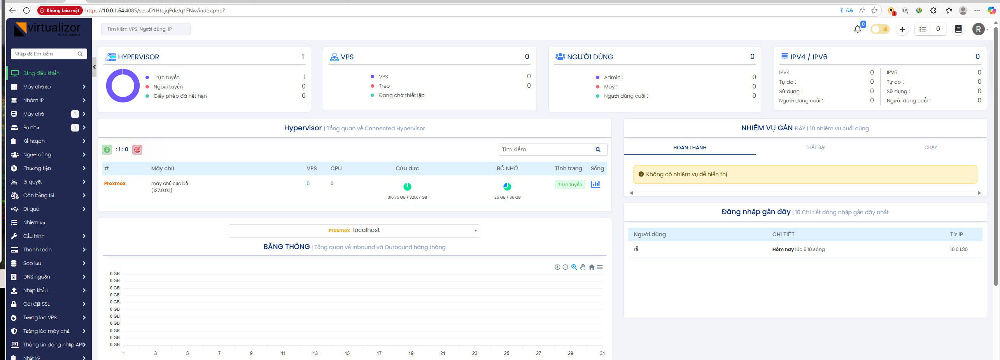 Không bảo mật https://10.0.1.64:4085/sessD1HtojqPdeJq1FNw/index.php?
1
virtualizor
By Softaculous
Tìm kiếm VPS, Người dùng, IP
0
0
R
Nhập để tìm kiếm
Bảng điều khiển
Máy chủ ảo
Nhóm IP
Máy chủ 1
Bộ nhớ 1
Kế hoạch
Người dùng
Phương tiện
Bí quyết
Cân bằng tải
Đi qua
Nhiệm vụ
Cấu hình
Thanh toán
Sao lưu
DNS nguồn
Nhập khẩu
Cài đặt SSL
Tường lửa VPS
Tường lửa máy chủ
Thông tin đăng nhập API
Nhật ký
HYPERVISOR 1
Trực tuyến 1
Ngoại tuyến 0
Giấy phép đã hết hạn 0
VPS 0
VPS 0
Treo 0
Đang chờ thiết lập
NGƯỜI DÙNG 0
Admin : 0
Máy : 0
Người dùng cuối : 0
IPV4 / IPV6 0
IPV4 0 IPV6 0
Tự do : 0 Tự do : 0
Sử dụng : 0 Sử dụng : 0
Người dùng cuối : 0 Người dùng cuối : 0
Hypervisor | Tổng quan về Connected Hypervisor
: 1 : 0
Tìm kiếm
# Máy chủ VPS CPU Cừu đực BỘ NHỚ Tình trạng Sống
Proxmox máy chủ cục bộ 0 0 Trực tuyến
(127.0.0.1)
316,75 GB / 321,67 GB 25 GB / 36 GB
Proxmox localhost
BĂNG THÔNG | Tổng quan về Inbound và Outbound hàng tháng
0 GB
0 GB
0 GB
0 GB
0 GB
0 GB
0 GB
0 GB
0 GB
0 GB
0 GB
1 3 5 7 9 11 13 15 17 19 21 23 25 27 29 31
NHIỆM VỤ GẦN ĐÂY | 10 nhiệm vụ cuối cùng
HOÀN THÀNH THẤT BẠI CHẠY
Không có nhiệm vụ để hiển thị
Đăng nhập gần đây | 10 Chi tiết đăng nhập gần đây nhất
Người dùng CHI TIẾT Từ IP
rễ Hôm nay lúc 6:10 sáng 10.0.1.30